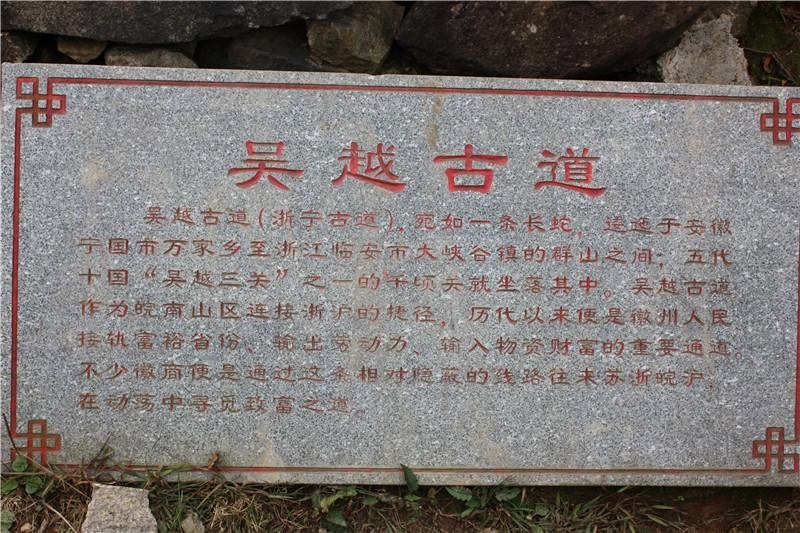 吴越古道
吴越古道（浙宁古道），宛如一条长蛇，逶迤于安徽
宁国市万家乡至浙江临安市大峡谷镇的群山之间；五代
十国“吴越三关”之一的千顷关就坐落其中。吴越古道
作为皖南山区连接浙沪的捷径，历代以来便是徽州人民
接轨富裕省份、输出劳动力、输入物资财富的重要通道。
不少徽商便是通过这条相对隐蔽的线路往来苏浙皖沪，
在动荡中寻觅致富之道。